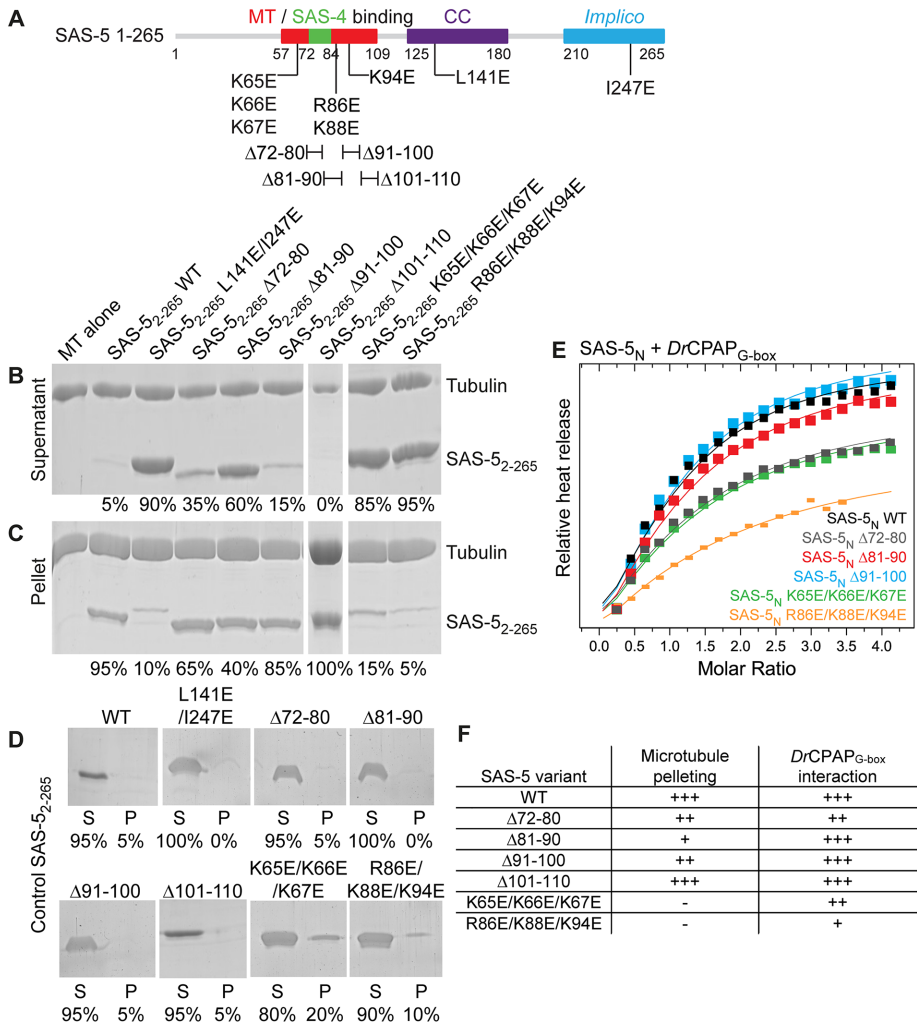 A
MT / SAS-4 binding
CC
Implico
SAS-5 1-265
1
57
72
84
109
125
180
210
265
K65E
K66E
K67E
R86E
K88E
K94E
L141E
I247E
Δ72-80
Δ91-100
Δ81-90
Δ101-110
MT alone
SAS-5₂₋₂₆₅ WT
SAS-5₂₋₂₆₅ L141E/I247E
SAS-5₂₋₂₆₅ Δ72-80
SAS-5₂₋₂₆₅ Δ81-90
SAS-5₂₋₂₆₅ Δ91-100
SAS-5₂₋₂₆₅ Δ101-110
SAS-5₂₋₂₆₅ K65E/K66E/K67E
SAS-5₂₋₂₆₅ R86E/K88E/K94E
B
Supernatant
Tubulin
SAS-5₂₋₂₆₅
5% 90% 35% 60% 15% 0% 85% 95%
C
Pellet
Tubulin
SAS-5₂₋₂₆₅
95% 10% 65% 40% 85% 100% 15% 5%
D
Control SAS-5₂₋₂₆₅
WT
L141E
/I247E
Δ72-80
Δ81-90
S P S P S P S P
95% 5% 100% 0% 95% 5% 100% 0%
Δ91-100
Δ101-110
K65E/K66E
/K67E
R86E/
K88E/K94E
S P S P S P S P
95% 5% 95% 5% 80% 20% 90% 10%
E
SAS-5N + DrCPAPG-box
Relative heat release
SAS-5N WT
SAS-5N Δ72-80
SAS-5N Δ81-90
SAS-5N Δ91-100
SAS-5N K65E/K66E/K67E
SAS-5N R86E/K88E/K94E
0.0 0.5 1.0 1.5 2.0 2.5 3.0 3.5 4.0
Molar Ratio
F
SAS-5 variant
Microtubule
pelleting
DrCPAPG-box
interaction
WT +++ +++
Δ72-80 ++ ++
Δ81-90 + +++
Δ91-100 ++ +++
Δ101-110 +++ +++
K65E/K66E/K67E - ++
R86E/K88E/K94E - +